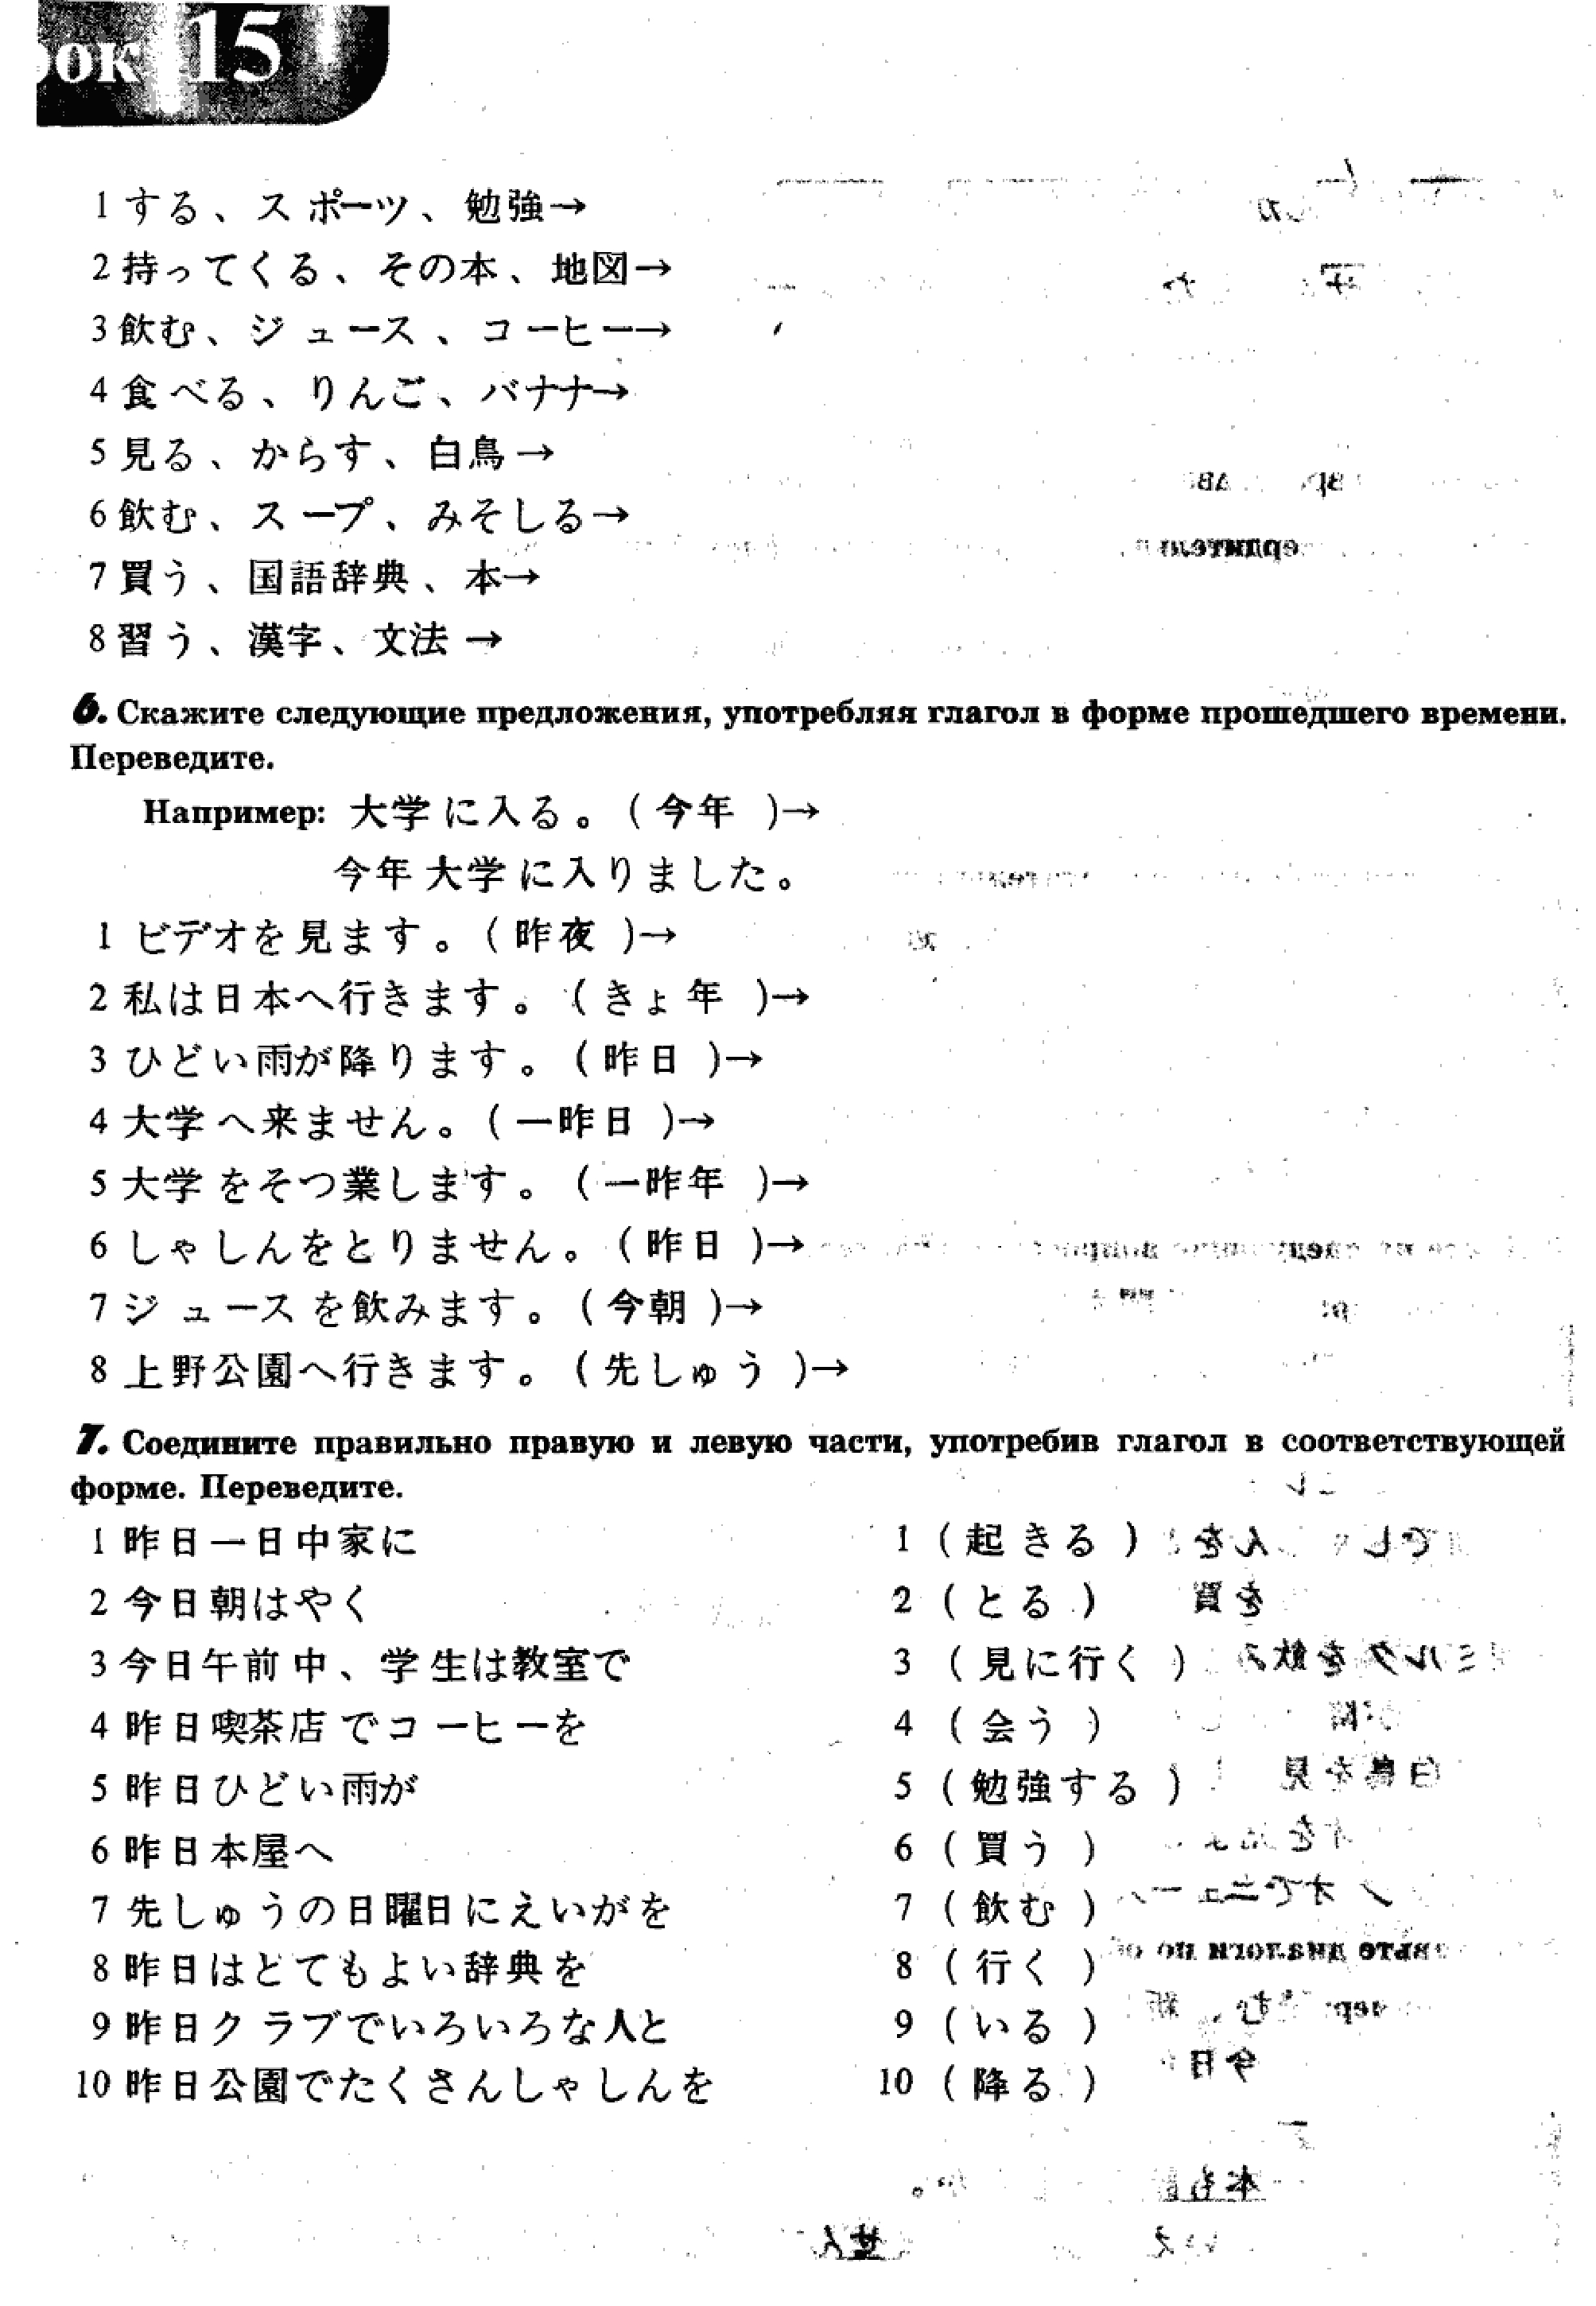 рок 15
1 する、スポーツ、勉強→
2 持ってくる、その本、地図→
3 飲む、ジュース、コーヒー→
4 食べる、りんご、バナナ→
5 見る、からす、白鳥→
6 飲む、スープ、みそしる→
7 買う、国語辞典、本→
8 習う、漢字、文法→
6. Скажите следующие предложения, употребляя глагол в форме прошедшего времени.
Переведите.
Например: 大学に入る。(今年 )→
今年大学に入りました。
1 ビデオを見ます。(昨夜 )→
2 私は日本へ行きます。(きょ年 )→
3 ひどい雨が降ります。(昨日 )→
4 大学へ来ません。(一昨日 )→
5 大学をそつ業します。(一昨年 )→
6 しゃしんをとりません。(昨日 )→
7 ジュースを飲みます。(今朝 )→
8 上野公園へ行きます。(先しゅう )→
7. Соедините правильно правую и левую части, употребив глагол в соответствующей
форме. Переведите.
1 昨日一日中家に 1 (起きる )
2 今日朝はやく 2 (とる )
3 今日午前中、学生は教室で 3 (見に行く )
4 昨日喫茶店でコーヒーを 4 (会う )
5 昨日ひどい雨が 5 (勉強する )
6 昨日本屋へ 6 (買う )
7 先しゅうの日曜日にえいがを 7 (飲む )
8 昨日はとてもよい辞典を 8 (行く )
9 昨日クラブでいろいろな人と 9 (いる )
10 昨日公園でたくさんしゃしんを 10 (降る )